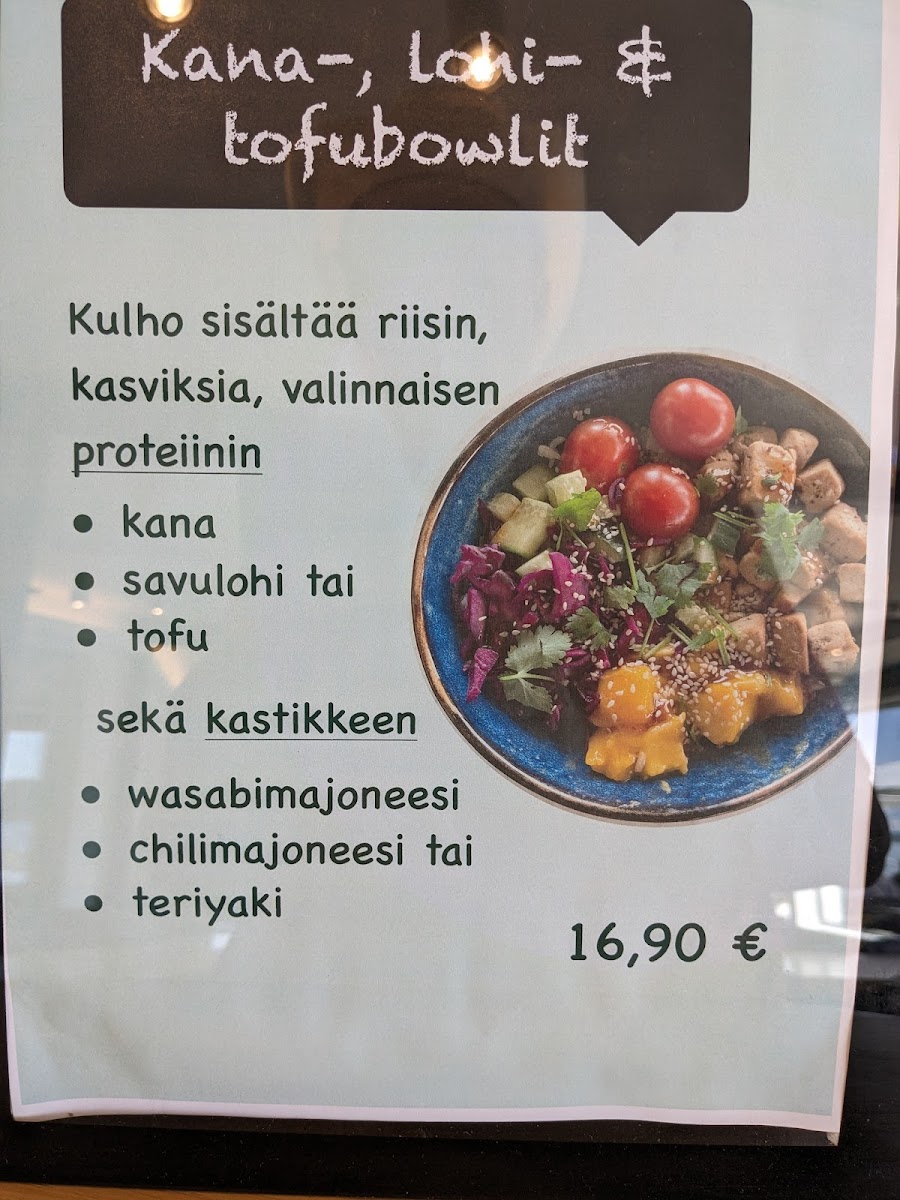 Kana-, lohi- &
tofubowlit
Kulho sisältää riisin,
kasviksia, valinnaisen
proteiinin
• kana
• savulohi tai
• tofu
sekä kastikkeen
• wasabimajoneesi
• chilimajoneesi tai
• teriyaki
16,90 €